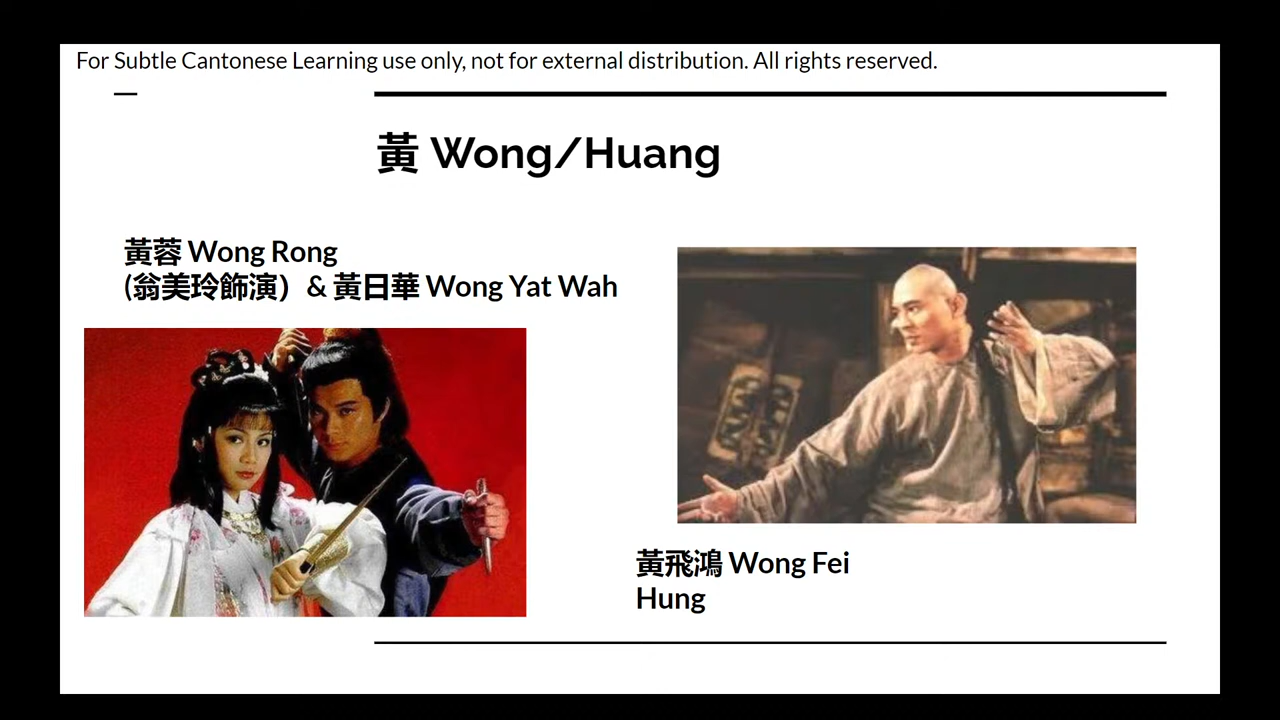 For Subtle Cantonese Learning use only, not for external distribution. All rights reserved.
黃 Wong/Huang
黃蓉 Wong Rong
(翁美玲飾演）& 黃日華 Wong Yat Wah
黃飛鴻 Wong Fei
Hung